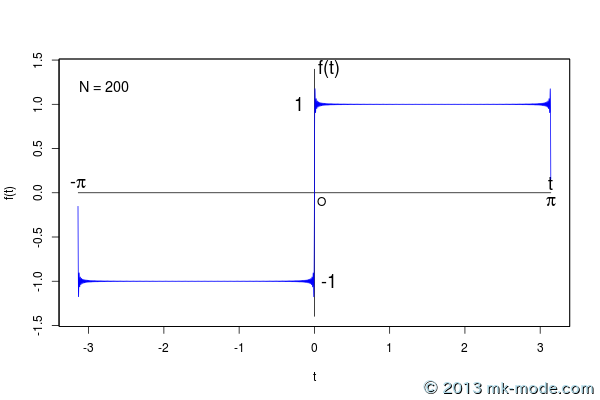 f(t)
N = 200
1
-π
t
O
π
-1
f(t)
1.5
1.0
0.5
0.0
-0.5
-1.0
-1.5
-3 -2 -1 0 1 2 3
t
© 2013 mk-mode.com